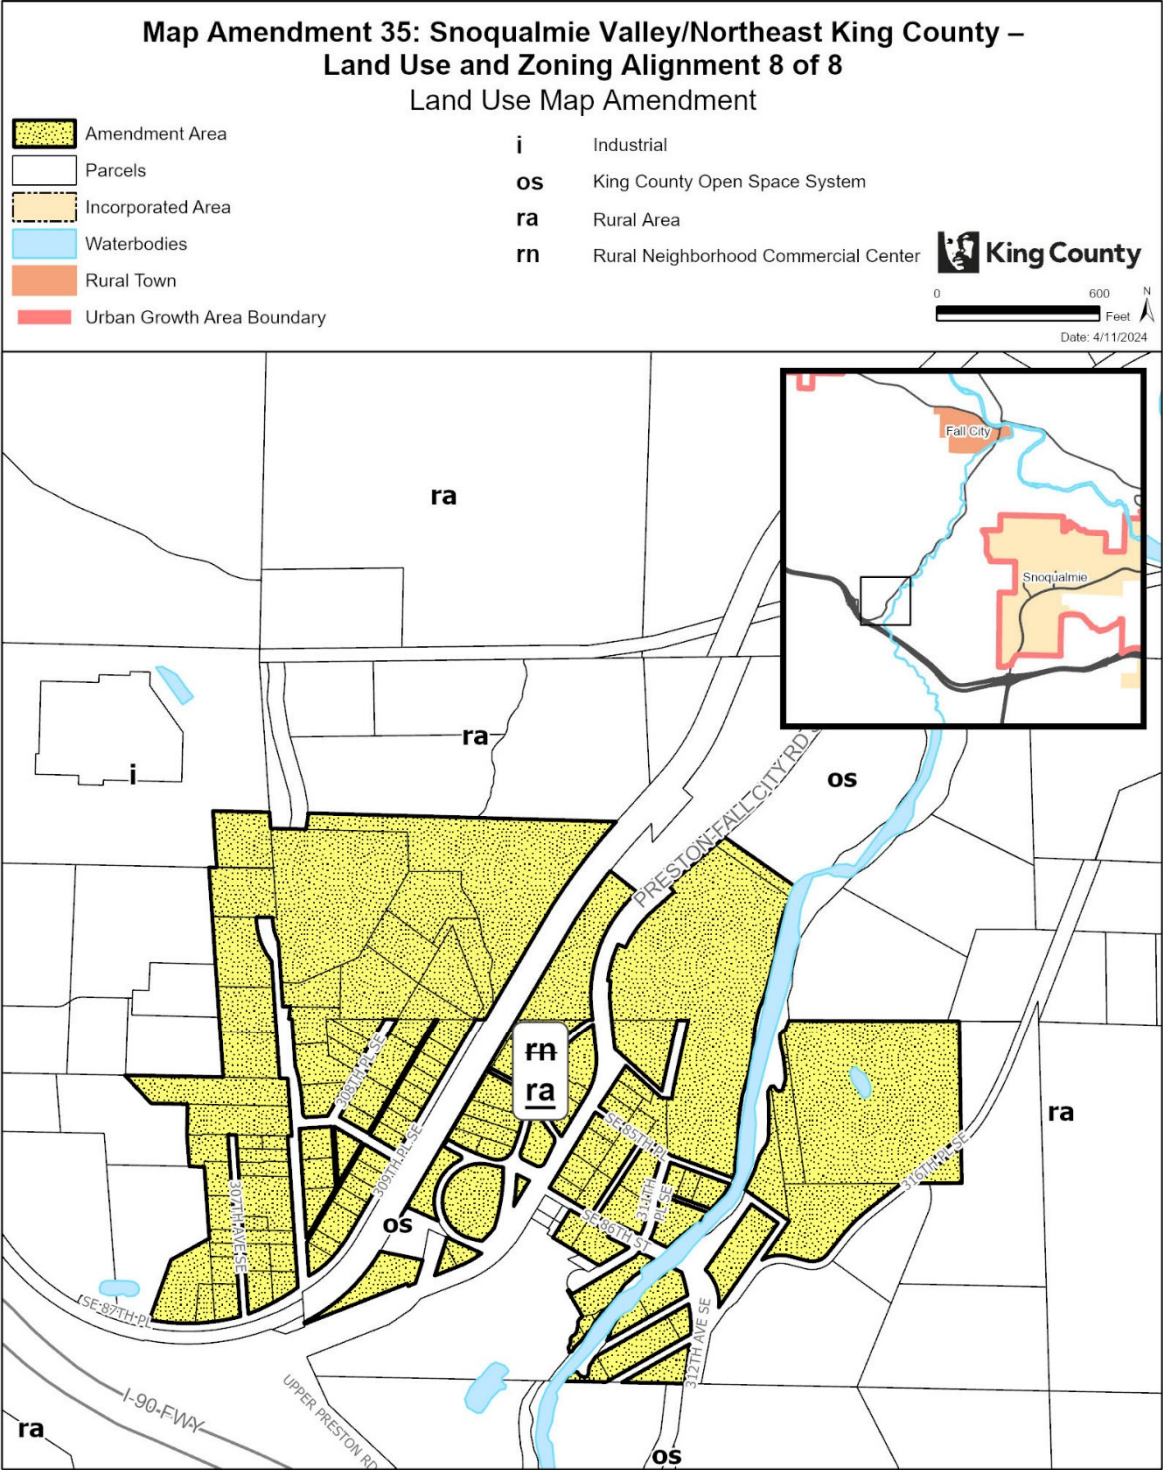 Map Amendment 35: Snoqualmie Valley/Northeast King County –
Land Use and Zoning Alignment 8 of 8
Land Use Map Amendment
Amendment Area
Parcels
Incorporated Area
Waterbodies
Rural Town
Urban Growth Area Boundary
i Industrial
os King County Open Space System
ra Rural Area
rn Rural Neighborhood Commercial Center
King County
0 600
Feet
N
Date: 4/11/2024
Fall City
Snoqualmie
ra
ra
i
os
PRESTON-FALL CITY RD
rn
ra
308TH PL SE
309TH PL SE
307TH AVE SE
SE 85TH PL
311TH
PL SE
SE 86TH ST
316TH PL SE
ra
os
SE 87TH PL
312TH AVE SE
I-90 FWY
UPPER PRESTON RD
ra
os